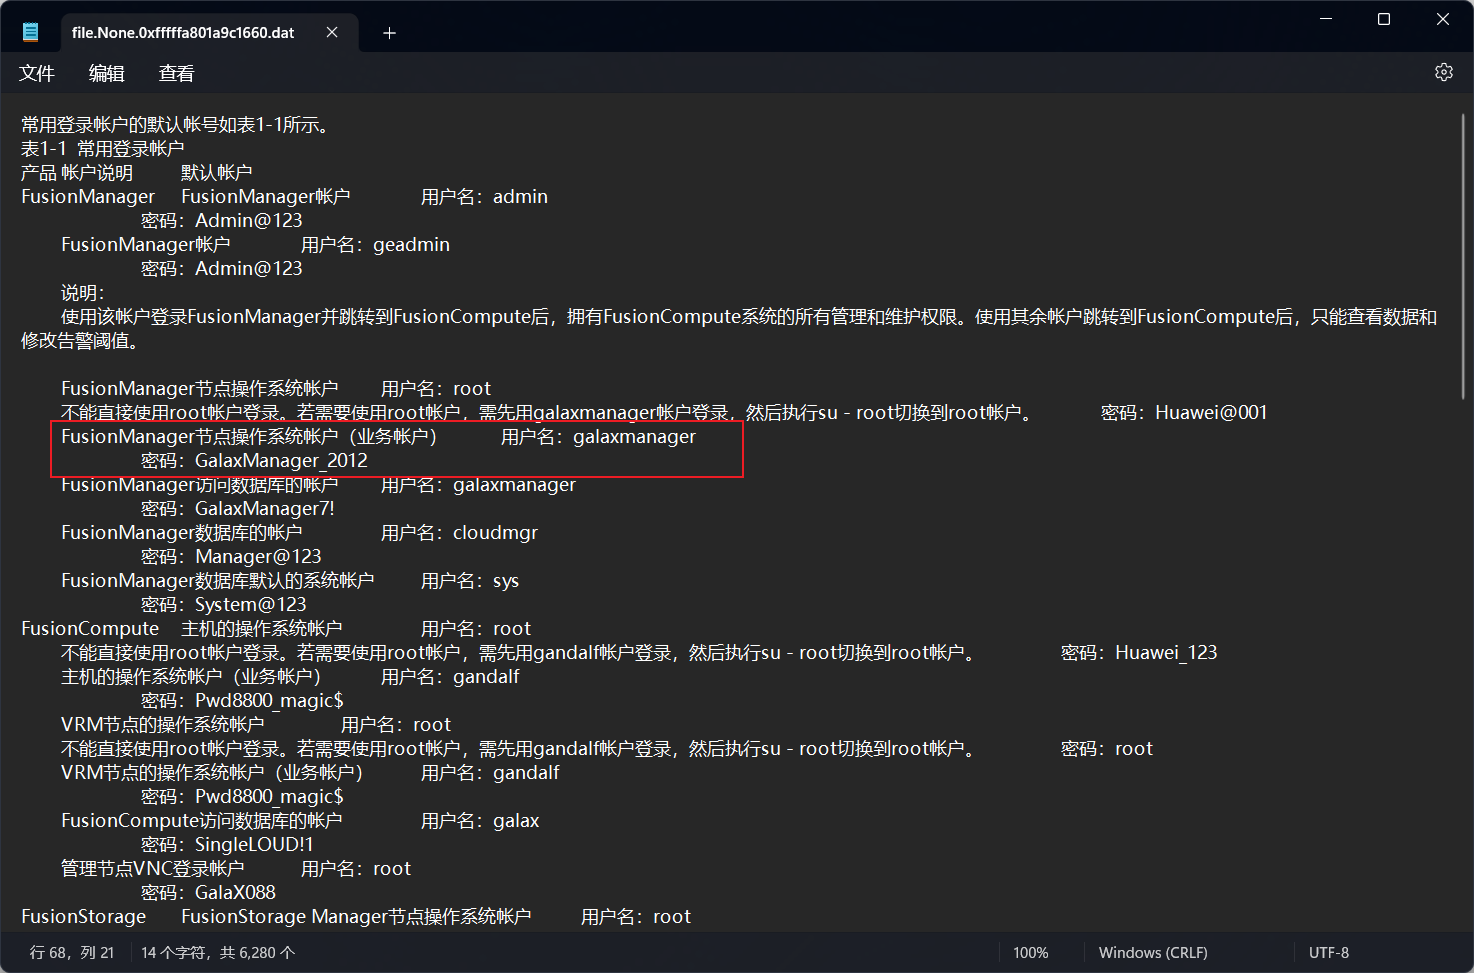 file.None.0xfffffa801a9c1660.dat
文件 编辑 查看
常用登录帐户的默认帐号如表1-1所示。
表1-1 常用登录帐户
产品 帐户说明 默认帐户
FusionManager FusionManager帐户 用户名：admin
密码：Admin@123
FusionManager帐户 用户名：geadmin
密码：Admin@123
说明：
使用该帐户登录FusionManager并跳转到FusionCompute后，拥有FusionCompute系统的所有管理和维护权限。使用其余帐户跳转到FusionCompute后，只能查看数据和
修改告警阈值。
FusionManager节点操作系统帐户 用户名：root
不能直接使用root帐户登录。若需要使用root帐户，需先用galaxmanager帐户登录，然后执行su - root切换到root帐户。 密码：Huawei@001
FusionManager节点操作系统帐户（业务帐户） 用户名：galaxmanager
密码：GalaxManager_2012
FusionManager访问数据库的帐户 用户名：galaxmanager
密码：GalaxManager7!
FusionManager数据库的帐户 用户名：cloudmgr
密码：Manager@123
FusionManager数据库默认的系统帐户 用户名：sys
密码：System@123
FusionCompute 主机的操作系统帐户 用户名：root
不能直接使用root帐户登录。若需要使用root帐户，需先用gandalf帐户登录，然后执行su - root切换到root帐户。 密码：Huawei_123
主机的操作系统帐户（业务帐户） 用户名：gandalf
密码：Pwd8800_magic$
VRM节点的操作系统帐户 用户名：root
不能直接使用root帐户登录。若需要使用root帐户，需先用gandalf帐户登录，然后执行su - root切换到root帐户。 密码：root
VRM节点的操作系统帐户（业务帐户） 用户名：gandalf
密码：Pwd8800_magic$
FusionCompute访问数据库的帐户 用户名：galax
密码：SingleLOUD!1
管理节点VNC登录帐户 用户名：root
密码：GalaX088
FusionStorage FusionStorage Manager节点操作系统帐户 用户名：root
行 68，列 21 14 个字符，共 6,280 个 100% Windows (CRLF) UTF-8